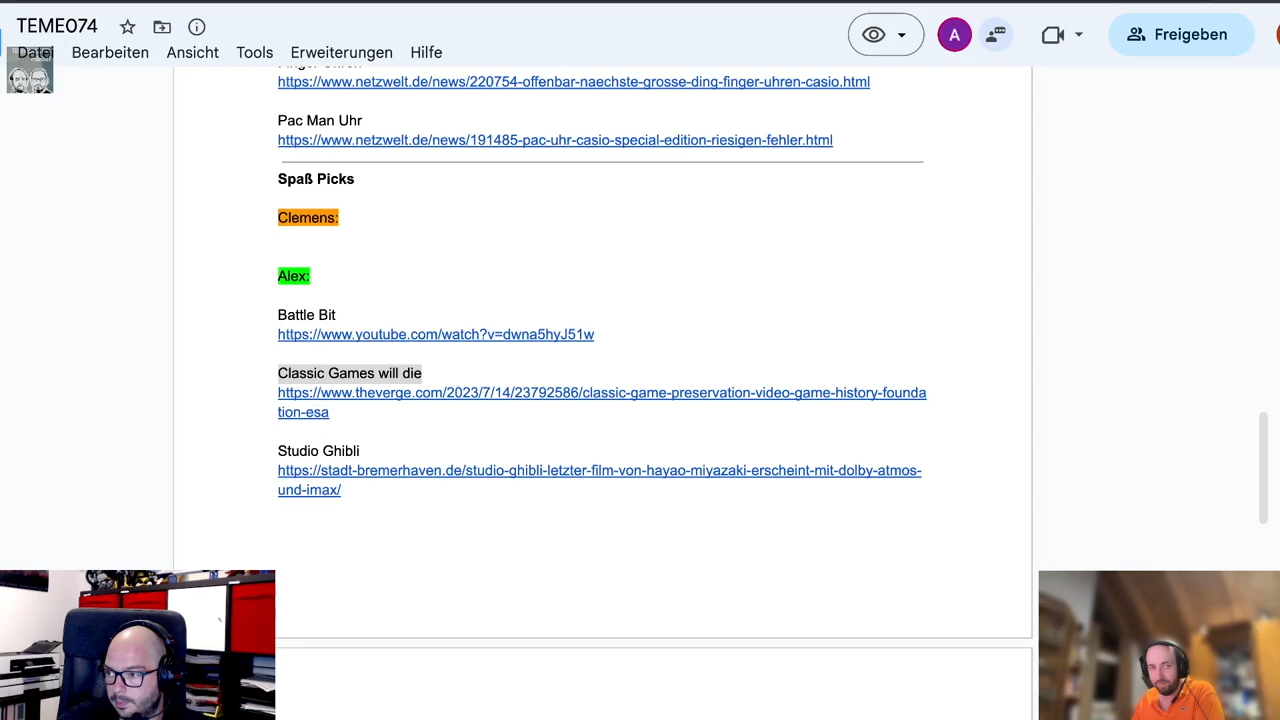 TEME074
Datei Bearbeiten Ansicht Tools Erweiterungen Hilfe
A
Freigeben
https://www.netzwelt.de/news/220754-offenbar-naechste-grosse-ding-finger-uhren-casio.html
Pac Man Uhr
https://www.netzwelt.de/news/191485-pac-uhr-casio-special-edition-riesigen-fehler.html
Spaß Picks
Clemens:
Alex:
Battle Bit
https://www.youtube.com/watch?v=dwna5hyJ51w
Classic Games will die
https://www.theverge.com/2023/7/14/23792586/classic-game-preservation-video-game-history-founda
tion-esa
Studio Ghibli
https://stadt-bremerhaven.de/studio-ghibli-letzter-film-von-hayao-miyazaki-erscheint-mit-dolby-atmos-
und-imax/